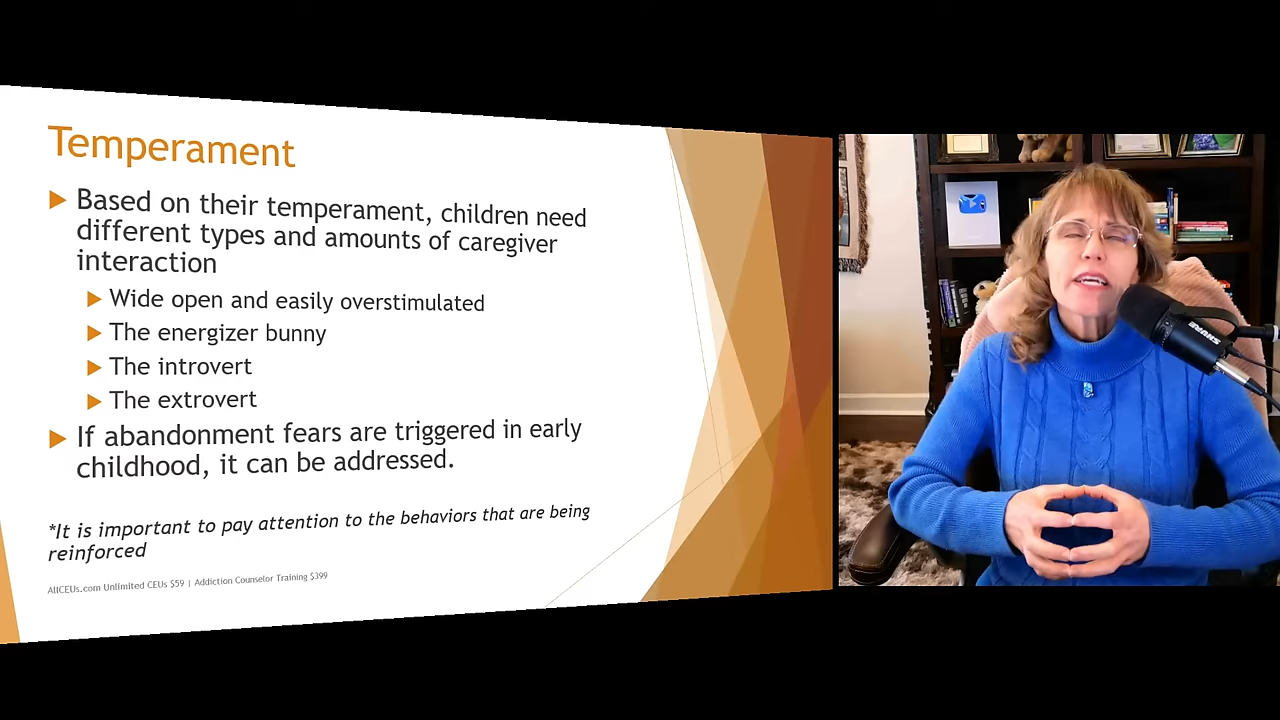 Temperament
Based on their temperament, children need
different types and amounts of caregiver
interaction
Wide open and easily overstimulated
The energizer bunny
The introvert
The extrovert
If abandonment fears are triggered in early
childhood, it can be addressed.
*It is important to pay attention to the behaviors that are being
reinforced
AllCEUs.com Unlimited CEUs $59 | Addiction Counselor Training $399
SHURE